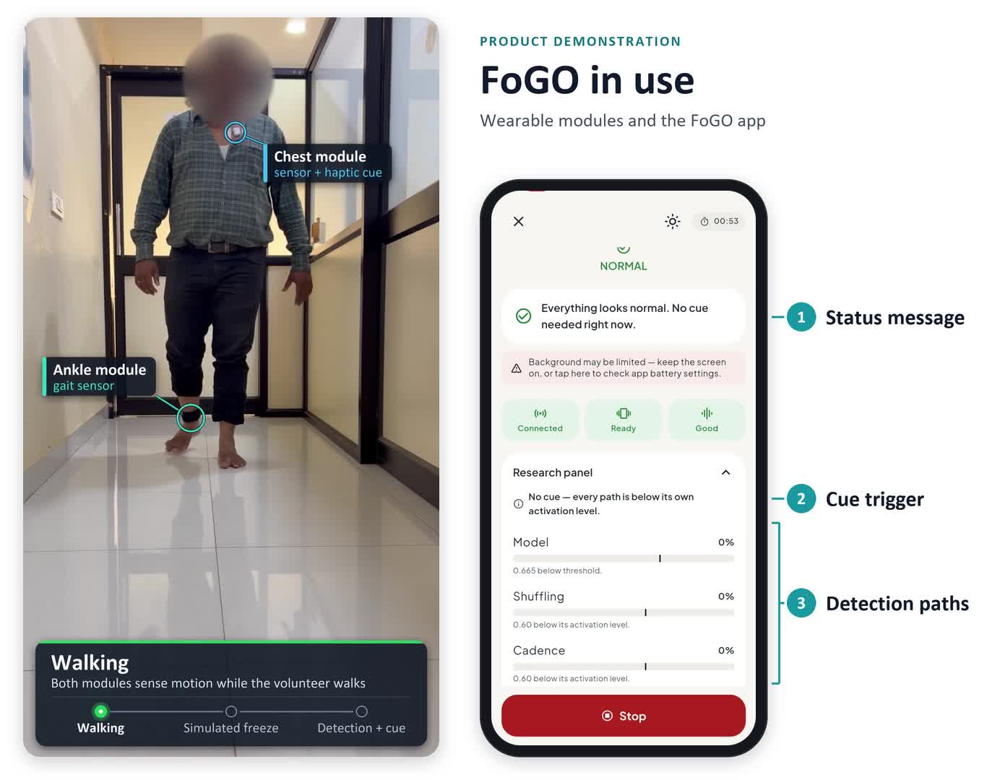 PRODUCT DEMONSTRATION
FoGO in use
Wearable modules and the FoGO app
Chest module
sensor + haptic cue
Ankle module
gait sensor
Walking
Both modules sense motion while the volunteer walks
Walking
Simulated freeze
Detection + cue
00:53
NORMAL
Everything looks normal. No cue
needed right now.
Background may be limited — keep the screen
on, or tap here to check app battery settings.
Connected
Ready
Good
Research panel
No cue — every path is below its own
activation level.
Model 0%
0.665 below threshold.
Shuffling 0%
0.60 below its activation level.
Cadence 0%
0.60 below its activation level.
Stop
1 Status message
2 Cue trigger
3 Detection paths